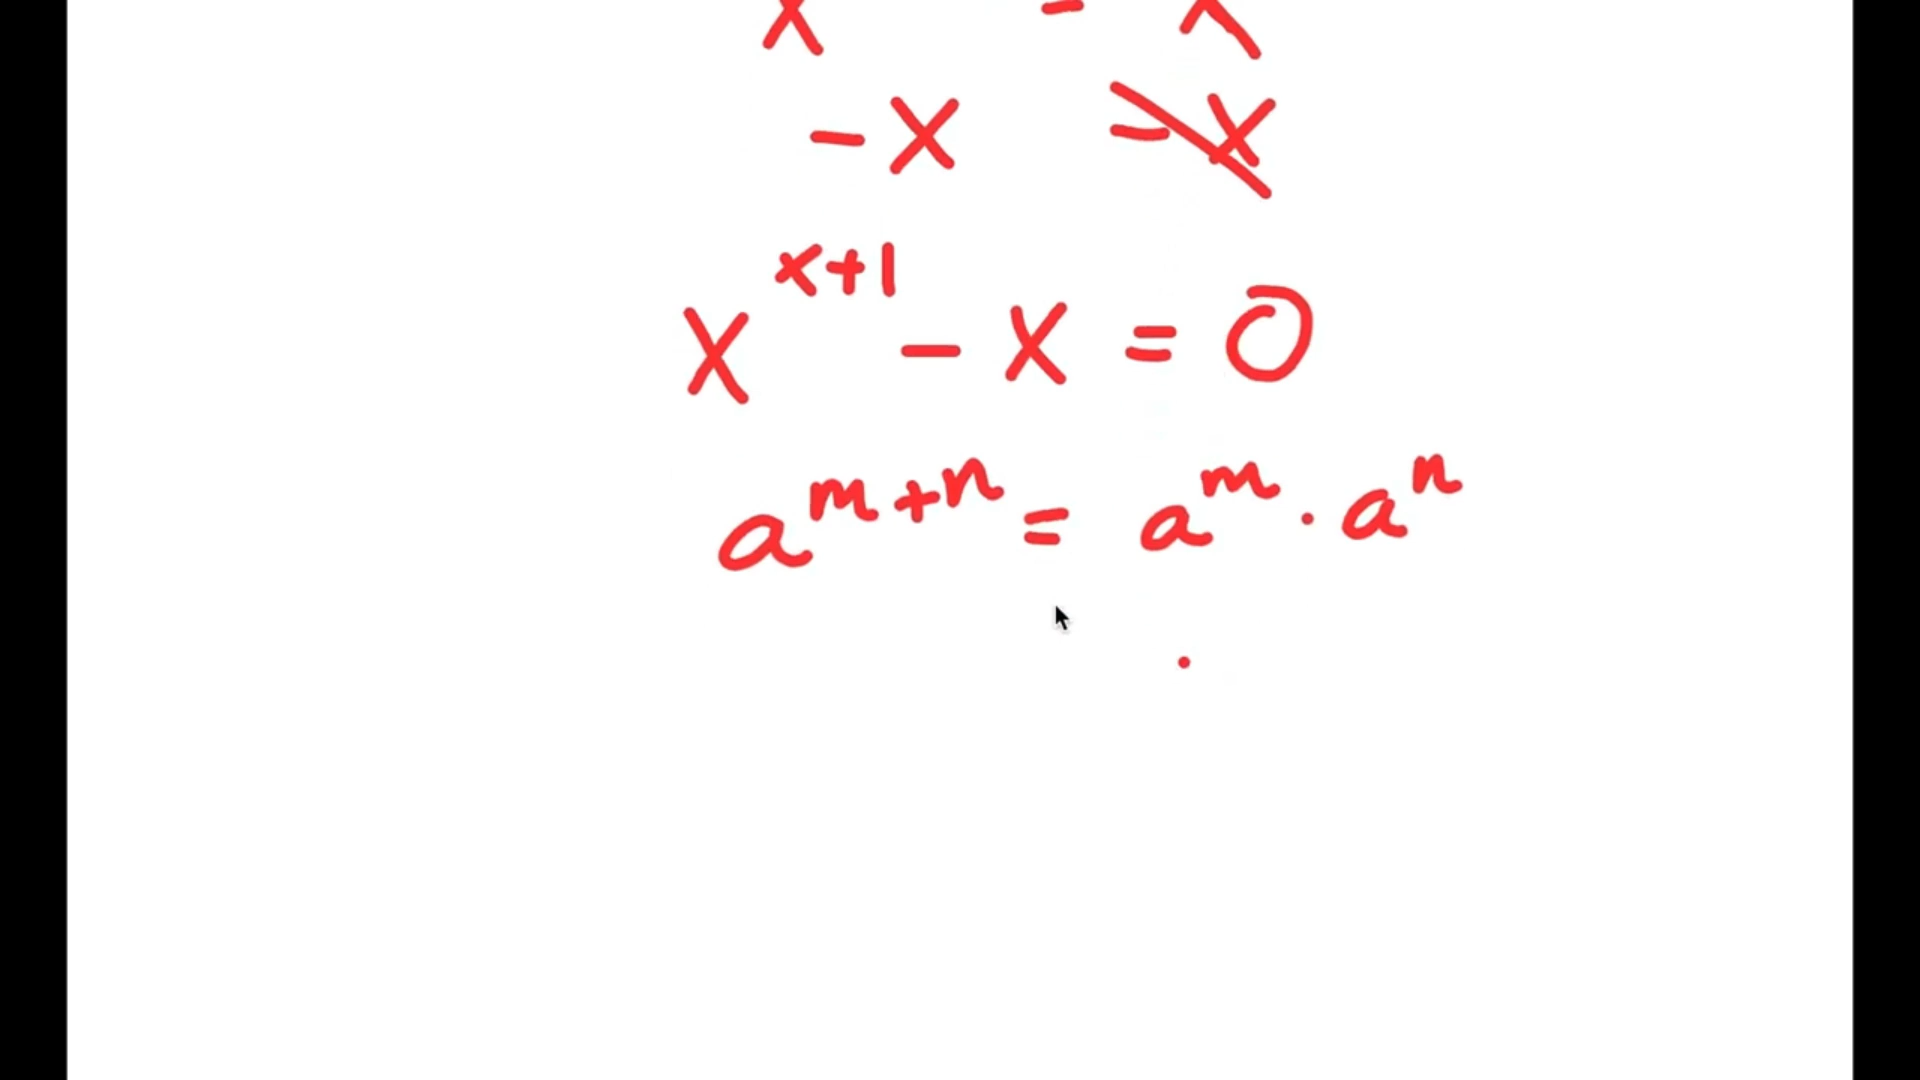 x = x
- x - x
x^{x+1} - x = 0
a^{m+n} = a^m · a^n
.